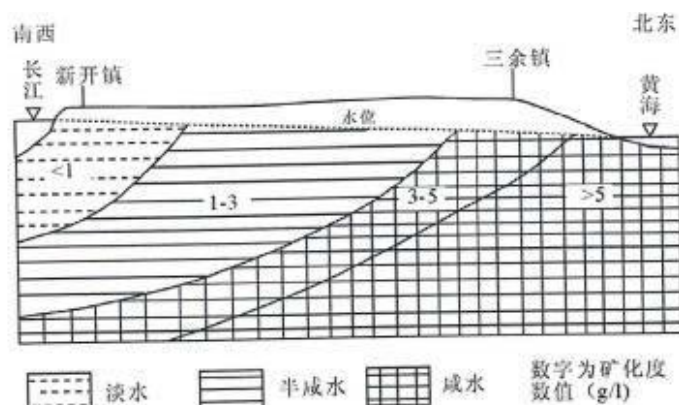 南西
北东
长江
新开镇
三余镇
黄海
水位
<1
1-3
3-5
>5
淡水
半咸水
咸水
数字为矿化度
数值（g/l）